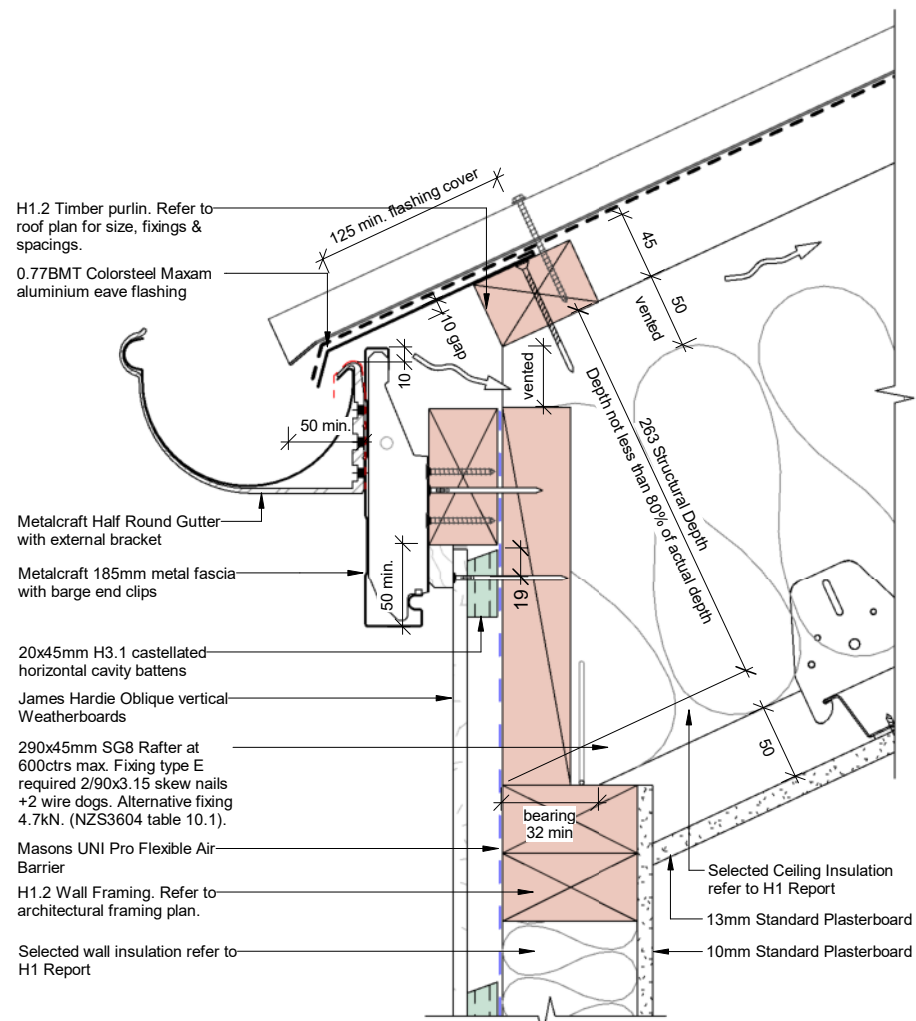 125 min. flashing cover
H1.2 Timber purlin. Refer to
roof plan for size, fixings &
spacings.
0.77BMT Colorsteel Maxam
aluminium eave flashing
45
50
vented
10 gap
vented
10
50 min.
263 Structural Depth
Depth not less than 80% of actual depth
Metalcraft Half Round Gutter
with external bracket
Metalcraft 185mm metal fascia
with barge end clips
50 min.
19
20x45mm H3.1 castellated
horizontal cavity battens
James Hardie Oblique vertical
Weatherboards
290x45mm SG8 Rafter at
600ctrs max. Fixing type E
required 2/90x3.15 skew nails
+2 wire dogs. Alternative fixing
4.7kN. (NZS3604 table 10.1).
50
bearing
32 min
Masons UNI Pro Flexible Air
Barrier
H1.2 Wall Framing. Refer to
architectural framing plan.
Selected wall insulation refer to
H1 Report
Selected Ceiling Insulation
refer to H1 Report
13mm Standard Plasterboard
10mm Standard Plasterboard